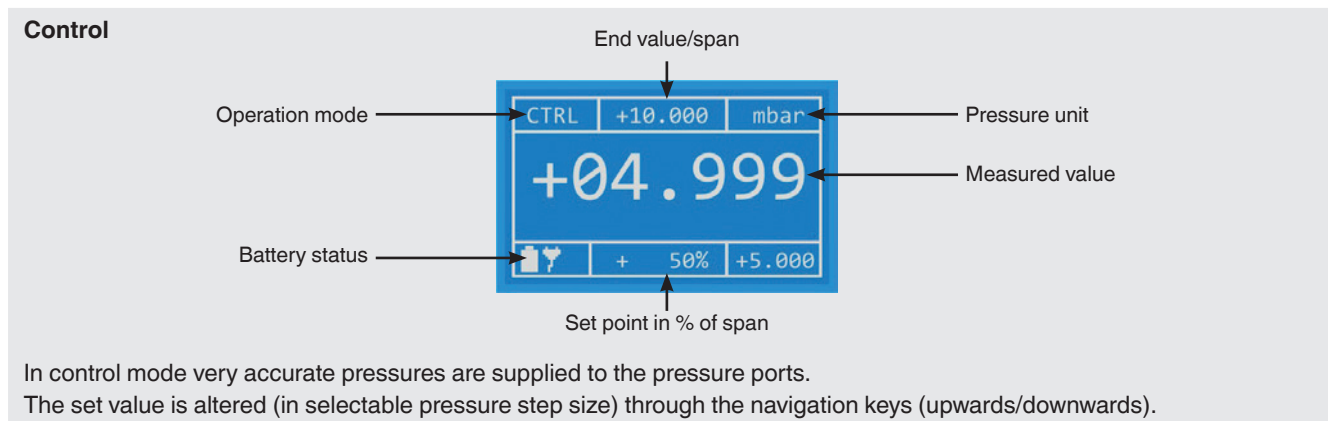 Control
End value/span
Operation mode
CTRL +10.000 mbar
Pressure unit
+04.999
Measured value
Battery status
+ 50% +5.000
Set point in % of span
In control mode very accurate pressures are supplied to the pressure ports.
The set value is altered (in selectable pressure step size) through the navigation keys (upwards/downwards).